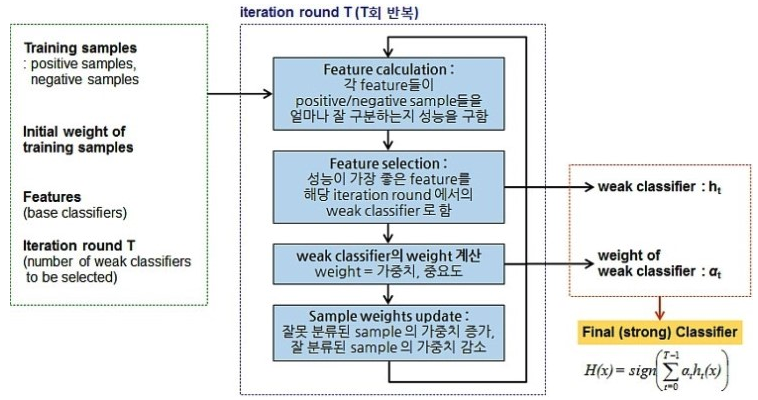 iteration round T (T회 반복)
Training samples
: positive samples,
negative samples
Initial weight of
training samples
Features
(base classifiers)
Iteration round T
(number of weak classifiers
to be selected)
Feature calculation :
각 feature들이
positive/negative sample들을
얼마나 잘 구분하는지 성능을 구함
Feature selection :
성능이 가장 좋은 feature를
해당 iteration round 에서의
weak classifier 로 함
weak classifier의 weight 계산
weight = 가중치, 중요도
Sample weights update :
잘못 분류된 sample 의 가중치 증가,
잘 분류된 sample 의 가중치 감소
weak classifier : hₜ
weight of
weak classifier : αₜ
Final (strong) Classifier
H(x) = sign(∑_{t=0}^{T-1} αₜhₜ(x))